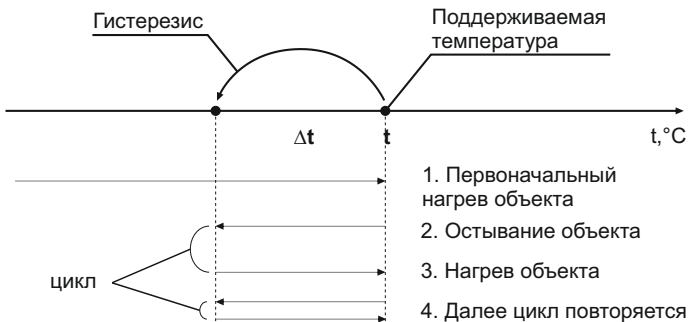 Гистерезис
Поддерживаемая
температура
Δt
t
t,°C
1. Первоначальный
нагрев объекта
2. Остывание объекта
3. Нагрев объекта
цикл
4. Далее цикл повторяется